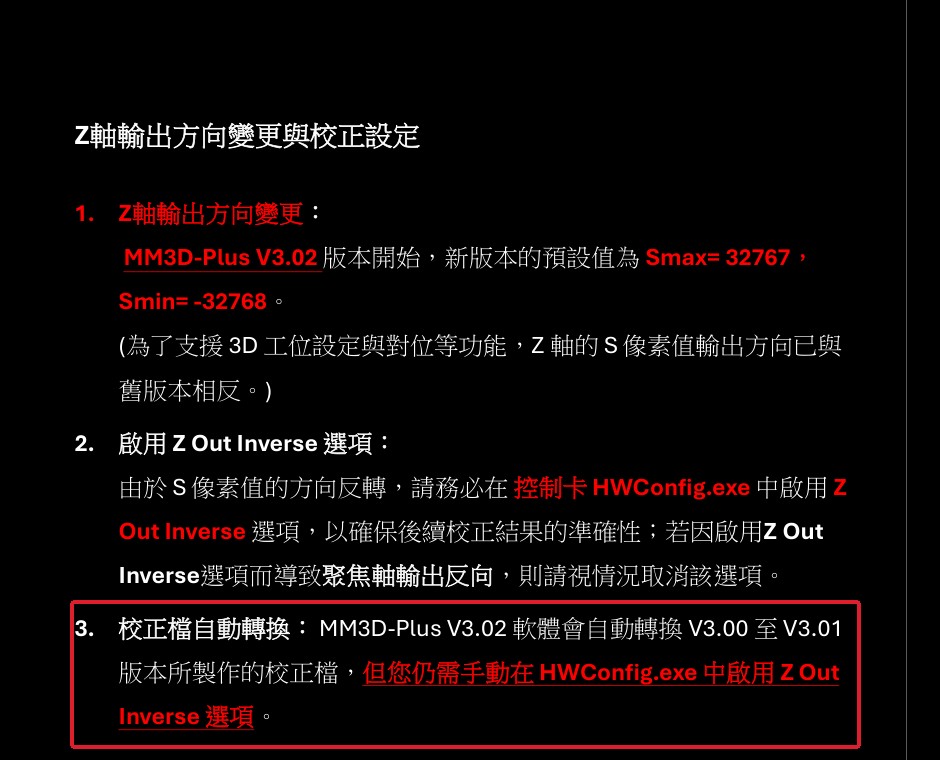 Z軸輸出方向變更與校正設定
1. Z軸輸出方向變更：
MM3D-Plus V3.02 版本開始，新版本的預設值為 Smax= 32767，
Smin= -32768。
(為了支援 3D 工位設定與對位等功能，Z 軸的 S 像素值輸出方向已與
舊版本相反。)
2. 啟用 Z Out Inverse 選項：
由於 S 像素值的方向反轉，請務必在 控制卡 HWConfig.exe 中啟用 Z
Out Inverse 選項，以確保後續校正結果的準確性；若因啟用Z Out
Inverse選項而導致聚焦軸輸出反向，則請視情況取消該選項。
3. 校正檔自動轉換： MM3D-Plus V3.02 軟體會自動轉換 V3.00 至 V3.01
版本所製作的校正檔，但您仍需手動在 HWConfig.exe 中啟用 Z Out
Inverse 選項。